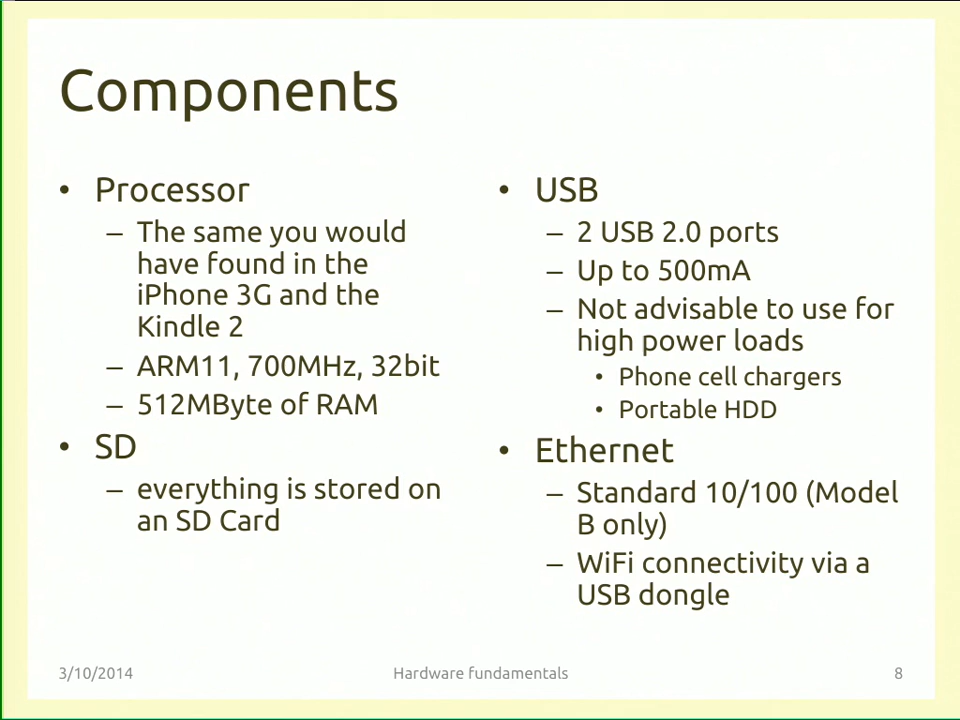 Components
• Processor
– The same you would
have found in the
iPhone 3G and the
Kindle 2
– ARM11, 700MHz, 32bit
– 512MByte of RAM
• SD
– everything is stored on
an SD Card
• USB
– 2 USB 2.0 ports
– Up to 500mA
– Not advisable to use for
high power loads
• Phone cell chargers
• Portable HDD
• Ethernet
– Standard 10/100 (Model
B only)
– WiFi connectivity via a
USB dongle
3/10/2014
Hardware fundamentals
8